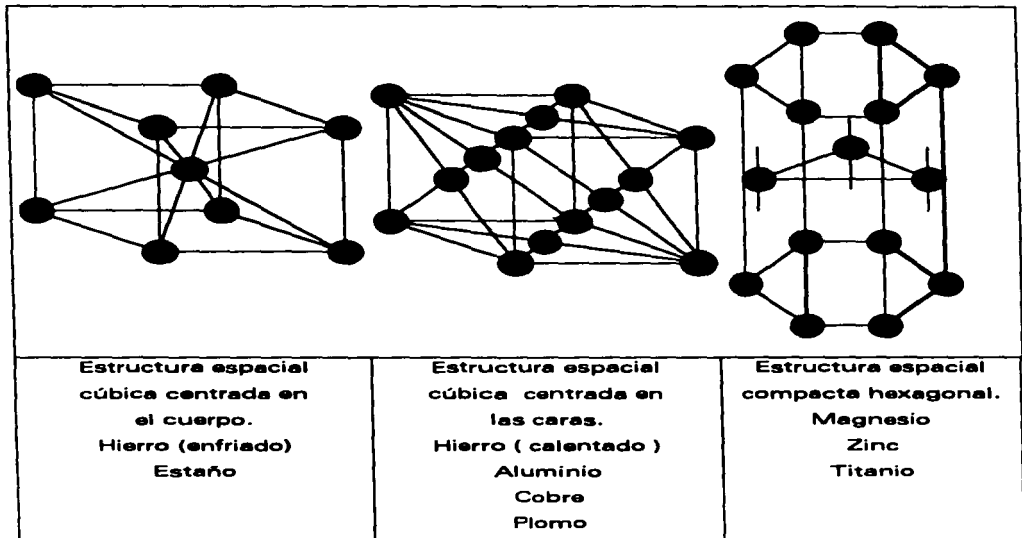 Estructura espacial
cúbica centrada en
el cuerpo.
Hierro (enfriado)
Estaño
Estructura espacial
cúbica centrada en
las caras.
Hierro ( calentado )
Aluminio
Cobre
Plomo
Estructura espacial
compacta hexagonal.
Magnesio
Zinc
Titanio